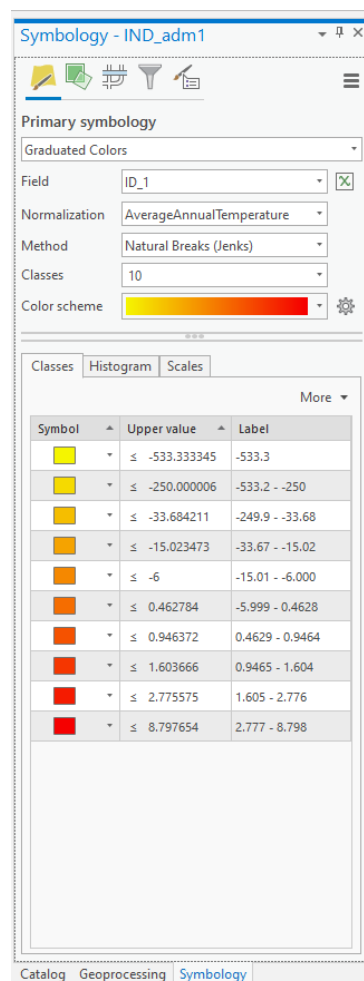 Symbology - IND_adm1
Primary symbology
Graduated Colors
Field ID_1
Normalization AverageAnnualTemperature
Method Natural Breaks (Jenks)
Classes 10
Color scheme
Classes Histogram Scales
More
Symbol Upper value Label
≤ -533.333345 -533.3
≤ -250.000006 -533.2 - -250
≤ -33.684211 -249.9 - -33.68
≤ -15.023473 -33.67 - -15.02
≤ -6 -15.01 - -6.000
≤ 0.462784 -5.999 - 0.4628
≤ 0.946372 0.4629 - 0.9464
≤ 1.603666 0.9465 - 1.604
≤ 2.775575 1.605 - 2.776
≤ 8.797654 2.777 - 8.798
Catalog Geoprocessing Symbology